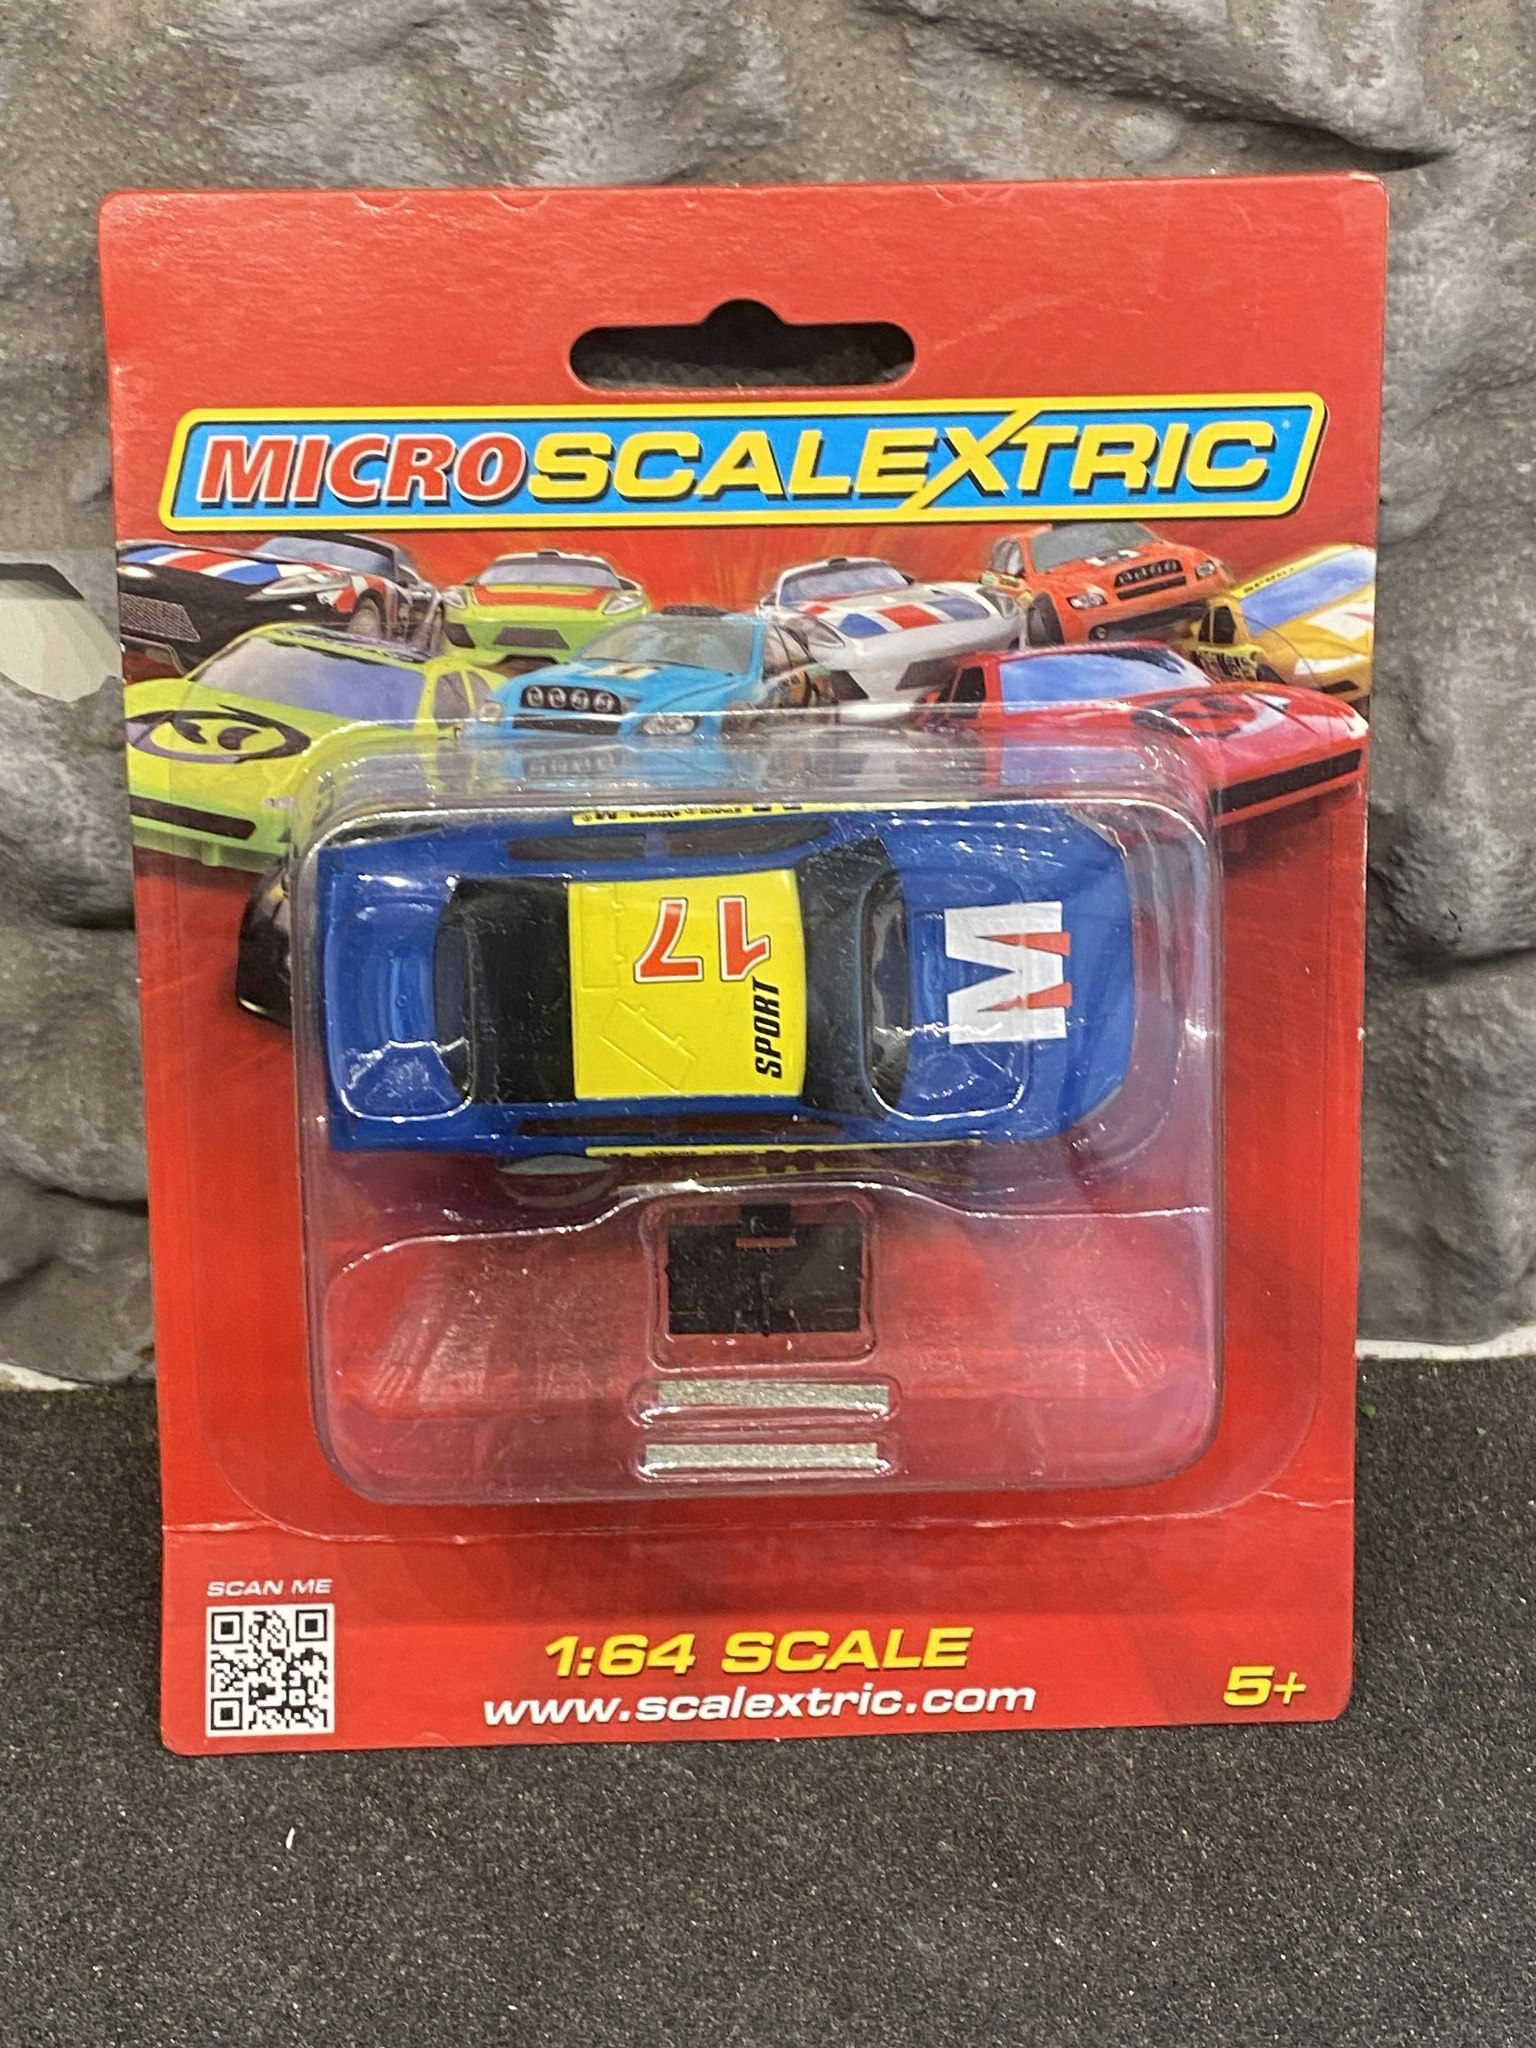 MICROSCALEXTRIC
17
SPORT
M
SCAN ME
1:64 SCALE
www.scalextric.com
5+